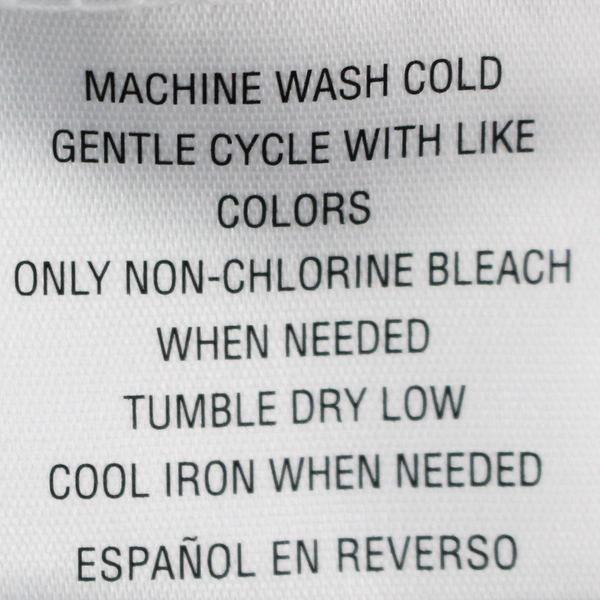 MACHINE WASH COLD
GENTLE CYCLE WITH LIKE
COLORS
ONLY NON-CHLORINE BLEACH
WHEN NEEDED
TUMBLE DRY LOW
COOL IRON WHEN NEEDED
ESPAÑOL EN REVERSO